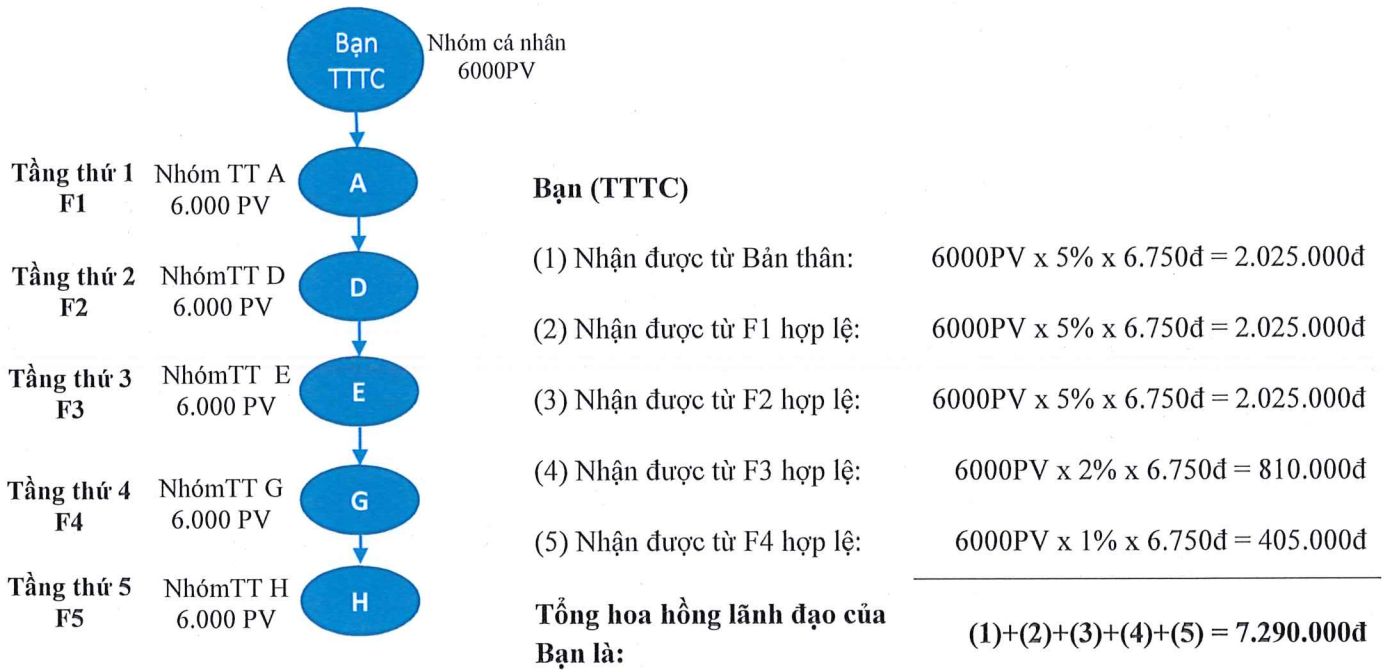 Bạn
TTTC
Nhóm cá nhân
6000PV
Tầng thứ 1
F1
Nhóm TT A
6.000 PV
A
Tầng thứ 2
F2
NhómTT D
6.000 PV
D
Tầng thứ 3
F3
NhómTT E
6.000 PV
E
Tầng thứ 4
F4
NhómTT G
6.000 PV
G
Tầng thứ 5
F5
NhómTT H
6.000 PV
H
Bạn (TTTC)
(1) Nhận được từ Bản thân: 6000PV x 5% x 6.750đ = 2.025.000đ
(2) Nhận được từ F1 hợp lệ: 6000PV x 5% x 6.750đ = 2.025.000đ
(3) Nhận được từ F2 hợp lệ: 6000PV x 5% x 6.750đ = 2.025.000đ
(4) Nhận được từ F3 hợp lệ: 6000PV x 2% x 6.750đ = 810.000đ
(5) Nhận được từ F4 hợp lệ: 6000PV x 1% x 6.750đ = 405.000đ
Tổng hoa hồng lãnh đạo của
Bạn là:
(1)+(2)+(3)+(4)+(5) = 7.290.000đ